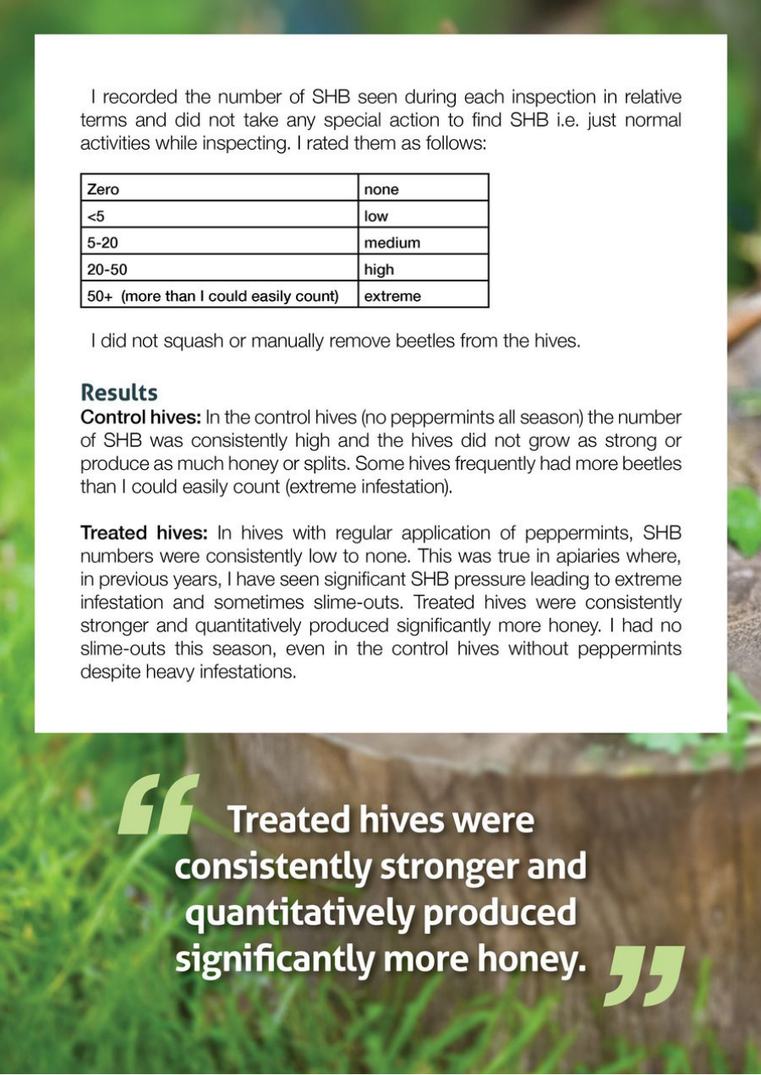 I recorded the number of SHB seen during each inspection in relative
terms and did not take any special action to find SHB i.e. just normal
activities while inspecting. I rated them as follows:
Zero none
<5 low
5-20 medium
20-50 high
50+ (more than I could easily count) extreme
I did not squash or manually remove beetles from the hives.
Results
Control hives: In the control hives (no peppermints all season) the number
of SHB was consistently high and the hives did not grow as strong or
produce as much honey or splits. Some hives frequently had more beetles
than I could easily count (extreme infestation).
Treated hives: In hives with regular application of peppermints, SHB
numbers were consistently low to none. This was true in apiaries where,
in previous years, I have seen significant SHB pressure leading to extreme
infestation and sometimes slime-outs. Treated hives were consistently
stronger and quantitatively produced significantly more honey. I had no
slime-outs this season, even in the control hives without peppermints
despite heavy infestations.
“Treated hives were
consistently stronger and
quantitatively produced
significantly more honey.”